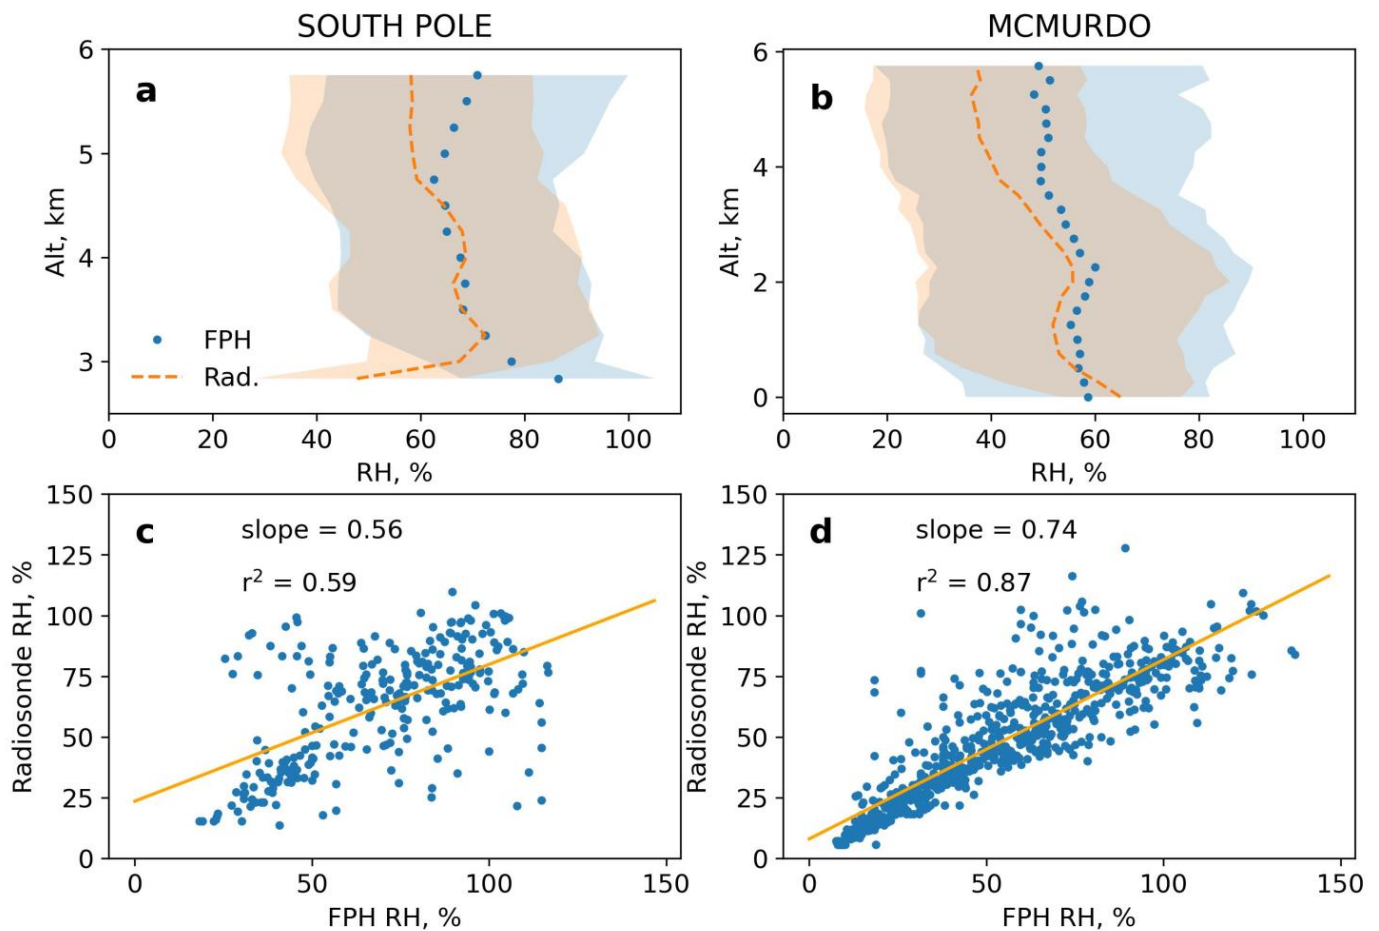 SOUTH POLE
MCMURDO
6
5
4
3
Alt, km
a
FPH
Rad.
0 20 40 60 80 100
RH, %
6
4
2
0
Alt, km
b
0 20 40 60 80 100
RH, %
150
125
100
75
50
25
0
Radiosonde RH, %
c
slope = 0.56
r² = 0.59
0 50 100 150
FPH RH, %
150
125
100
75
50
25
0
Radiosonde RH, %
d
slope = 0.74
r² = 0.87
0 50 100 150
FPH RH, %